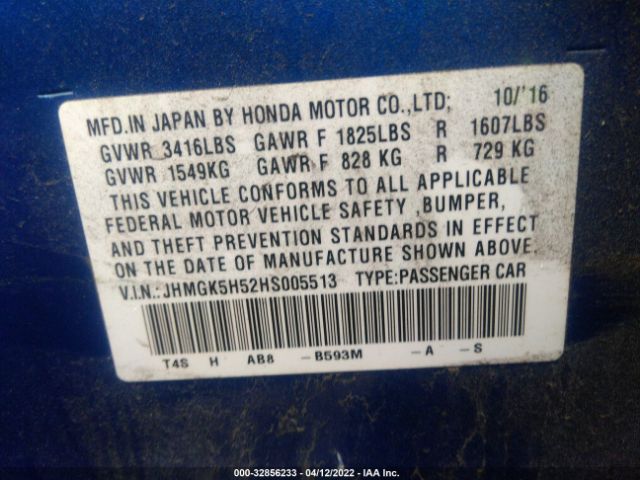 MFD.IN JAPAN BY HONDA MOTOR CO.,LTD; 10/'16
GVWR 3416LBS GAWR F 1825LBS R 1607LBS
GVWR 1549KG GAWR F 828 KG R 729 KG
THIS VEHICLE CONFORMS TO ALL APPLICABLE
FEDERAL MOTOR VEHICLE SAFETY ,BUMPER,
AND THEFT PREVENTION STANDARDS IN EFFECT
ON THE DATE OF MANUFACTURE SHOWN ABOVE.
V.I.N.:JHMGK5H52HS005513 TYPE:PASSENGER CAR
T4S H AB8 -B593M -A -S
000-32856233 - 04/12/2022 - IAA Inc.